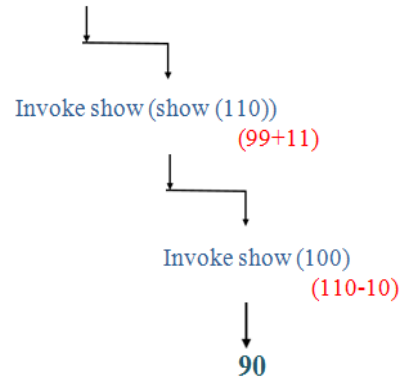 Invoke show (show (110))
(99+11)
Invoke show (100)
(110-10)
90